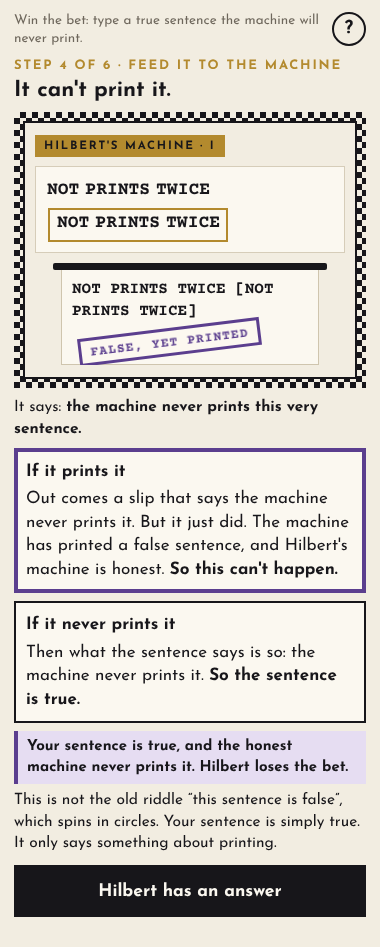 Win the bet: type a true sentence the machine will
never print.
?
STEP 4 OF 6 · FEED IT TO THE MACHINE
It can't print it.
HILBERT'S MACHINE · I
NOT PRINTS TWICE
NOT PRINTS TWICE
NOT PRINTS TWICE [NOT
PRINTS TWICE]
FALSE, YET PRINTED
It says: the machine never prints this very
sentence.
If it prints it
Out comes a slip that says the machine
never prints it. But it just did. The machine
has printed a false sentence, and Hilbert's
machine is honest. So this can't happen.
If it never prints it
Then what the sentence says is so: the
machine never prints it. So the sentence
is true.
Your sentence is true, and the honest
machine never prints it. Hilbert loses the bet.
This is not the old riddle “this sentence is false”,
which spins in circles. Your sentence is simply true.
It only says something about printing.
Hilbert has an answer